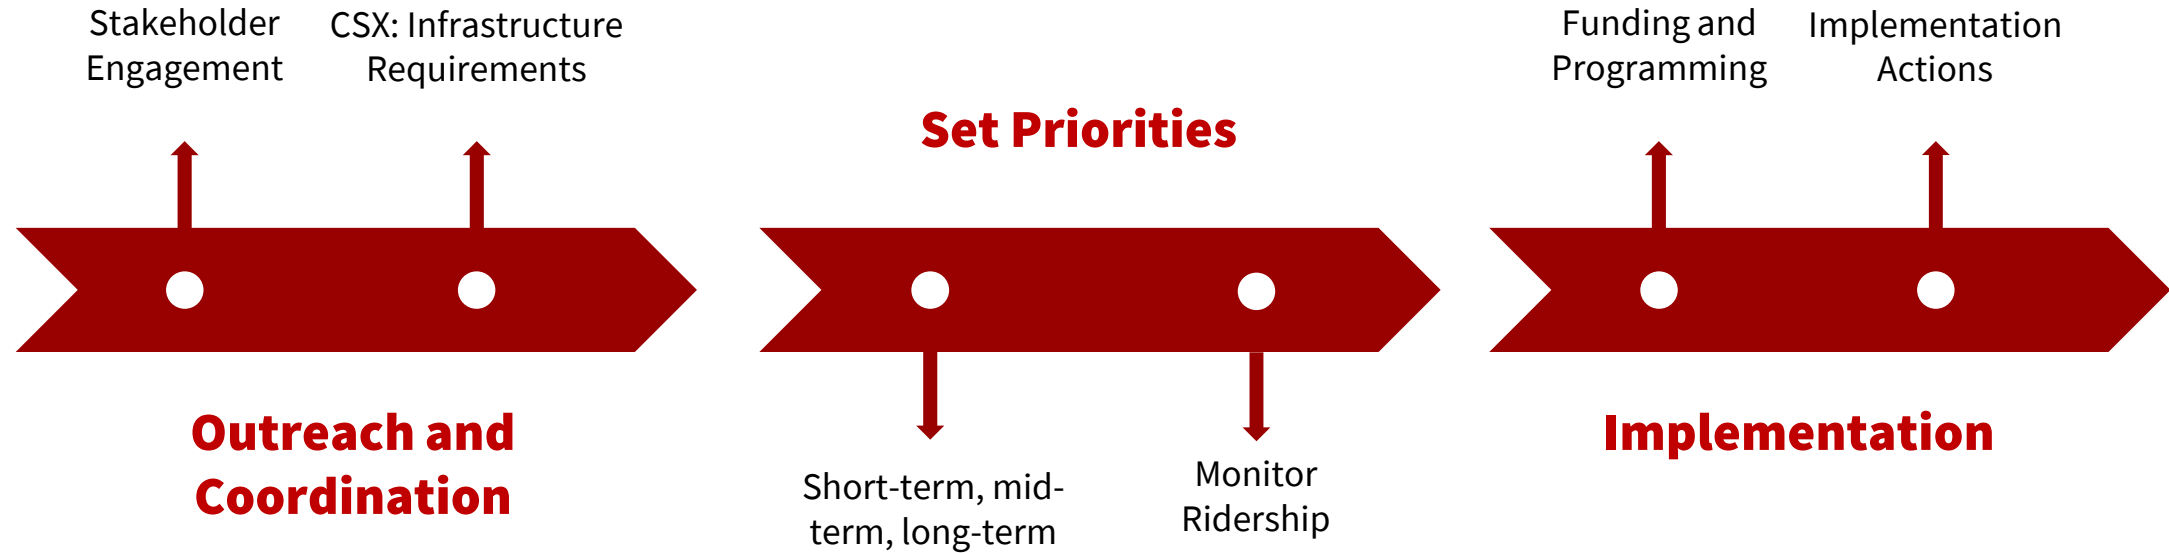 Stakeholder
Engagement
CSX: Infrastructure
Requirements
Outreach and
Coordination
Set Priorities
Short-term, mid-
term, long-term
Monitor
Ridership
Funding and
Programming
Implementation
Actions
Implementation